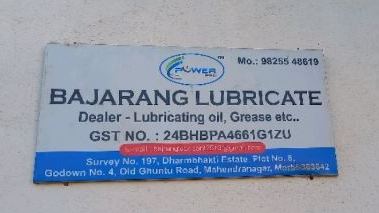 POWER
Mo.: 98255 48619
BAJARANG LUBRICATE
Dealer - Lubricating oil, Grease etc..
GST NO. : 24BHBPA4661G1ZU
Survey No. 197, Dharmbhakti Estate, Plot No. 8,
Godown No. 4, Old Ghuntu Road, Mahendranagar, Morbi-363642